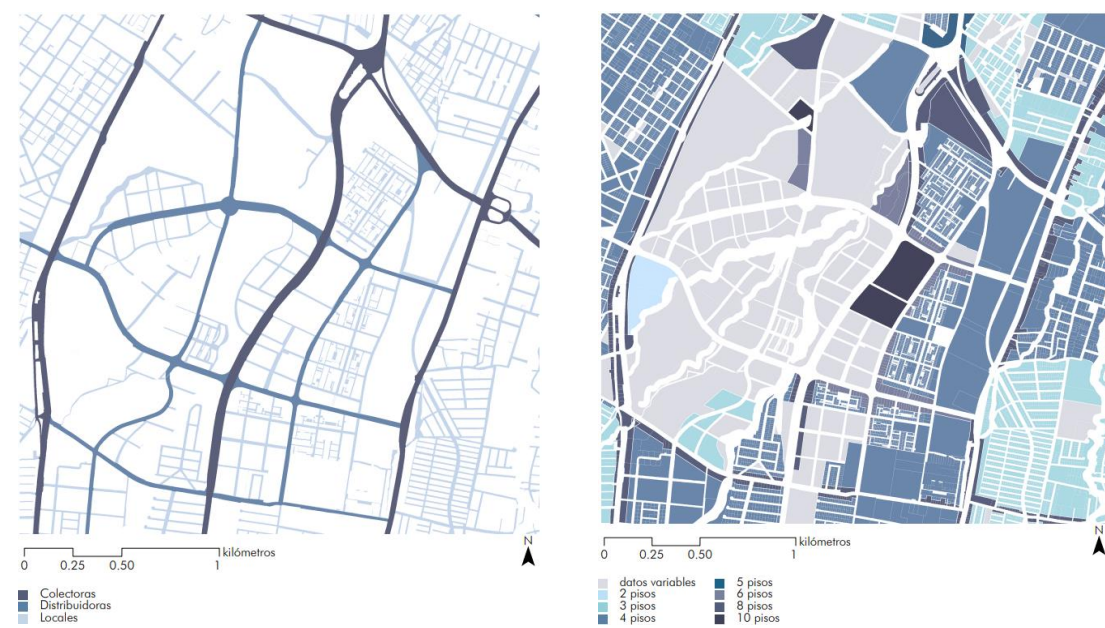 kilómetros
0 0.25 0.50 1
N
Colectoras
Distribuidoras
Locales
kilómetros
0 0.25 0.50 1
N
datos variables
2 pisos
3 pisos
4 pisos
5 pisos
6 pisos
8 pisos
10 pisos